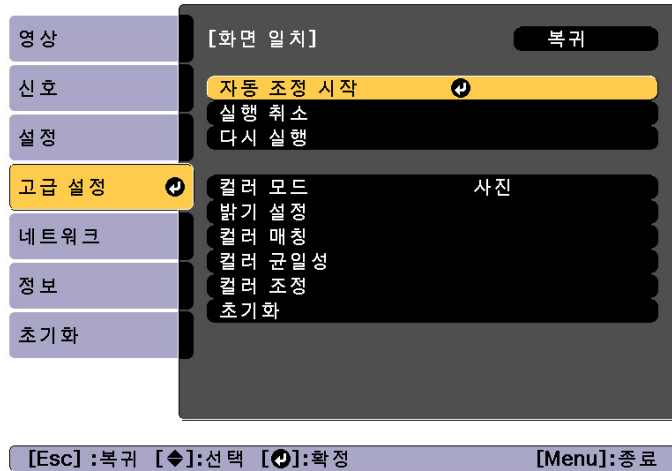 영상
신호
설정
고급 설정
네트워크
정보
초기화
[화면 일치] 복귀
자동 조정 시작
실행 취소
다시 실행
컬러 모드 사진
밝기 설정
컬러 매칭
컬러 균일성
컬러 조정
초기화
[Esc] :복귀 [◆]:선택 [↵]:확정 [Menu]:종료